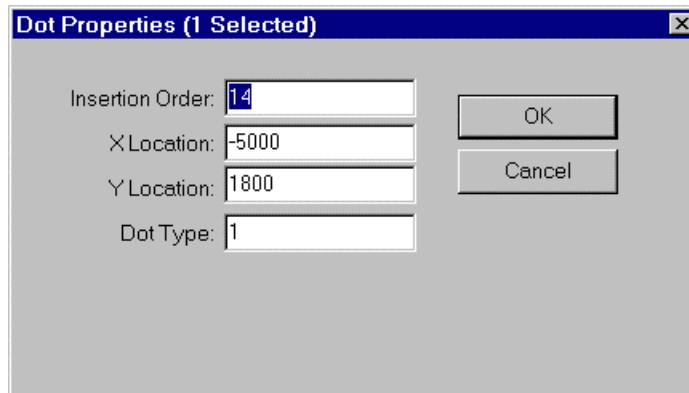 Dot Properties (1 Selected)
Insertion Order: 14
X Location: -5000
Y Location: 1800
Dot Type: 1
OK
Cancel